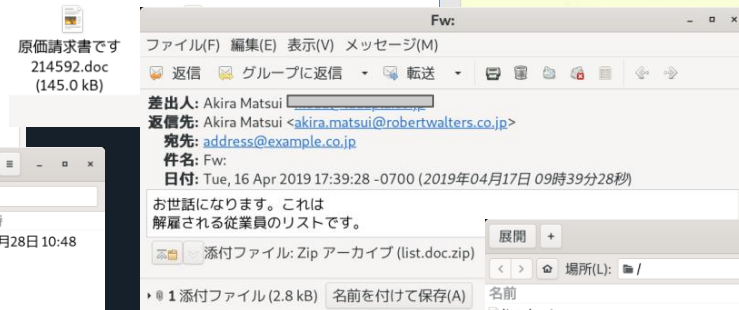 原価請求書です
214592.doc
(145.0 kB)
月28日 10:48
Fw:
ファイル(F) 編集(E) 表示(V) メッセージ(M)
返信 グループに返信 転送
差出人: Akira Matsui
返信先: Akira Matsui <akira.matsui@robertwalters.co.jp>
宛先: address@example.co.jp
件名: Fw:
日付: Tue, 16 Apr 2019 17:39:28 -0700 (2019年04月17日 09時39分28秒)
お世話になります。これは
解雇される従業員のリストです。
添付ファイル: Zip アーカイブ (list.doc.zip)
1 添付ファイル (2.8 kB) 名前を付けて保存(A)
展開 +
場所(L): /
名前